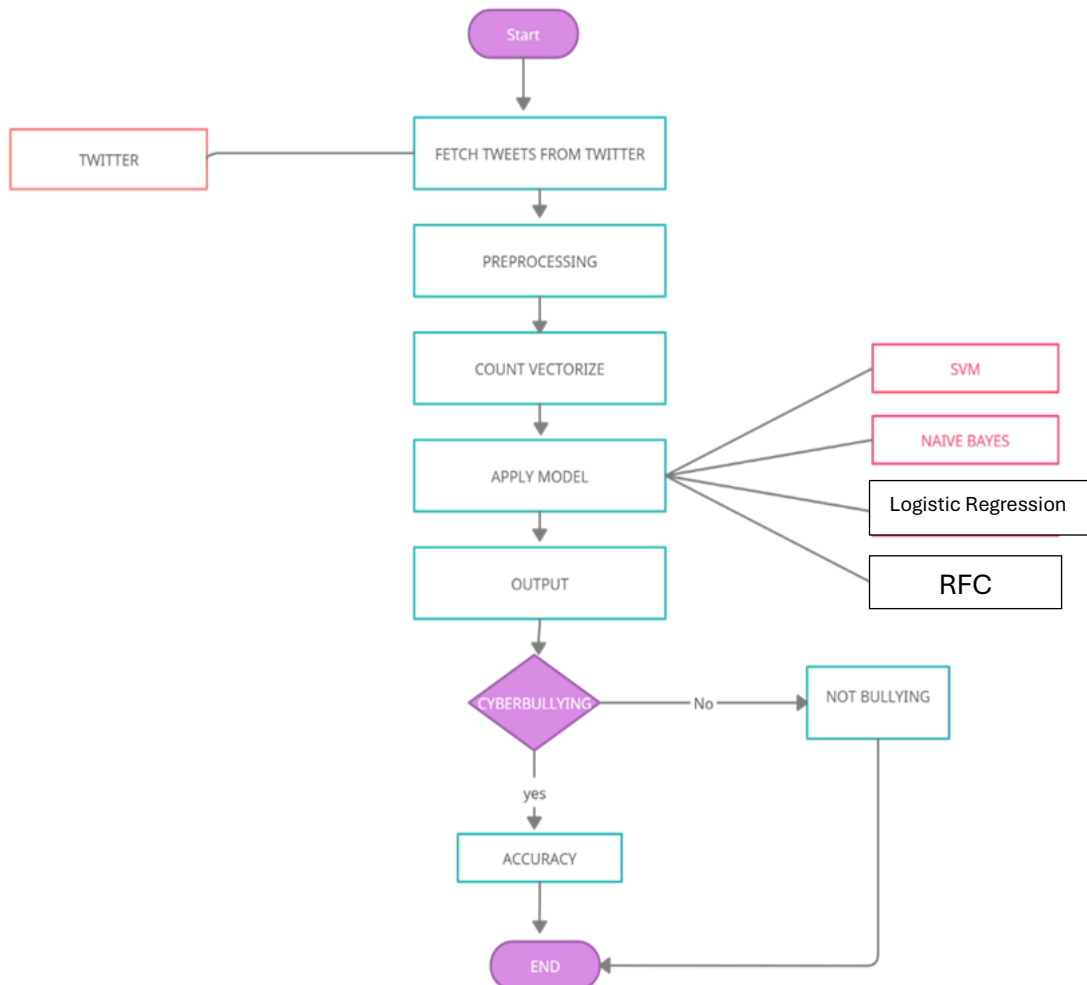 Start
TWITTER
FETCH TWEETS FROM TWITTER
PREPROCESSING
COUNT VECTORIZE
SVM
NAIVE BAYES
APPLY MODEL
Logistic Regression
RFC
OUTPUT
CYBERBULLYING
No
NOT BULLYING
yes
ACCURACY
END